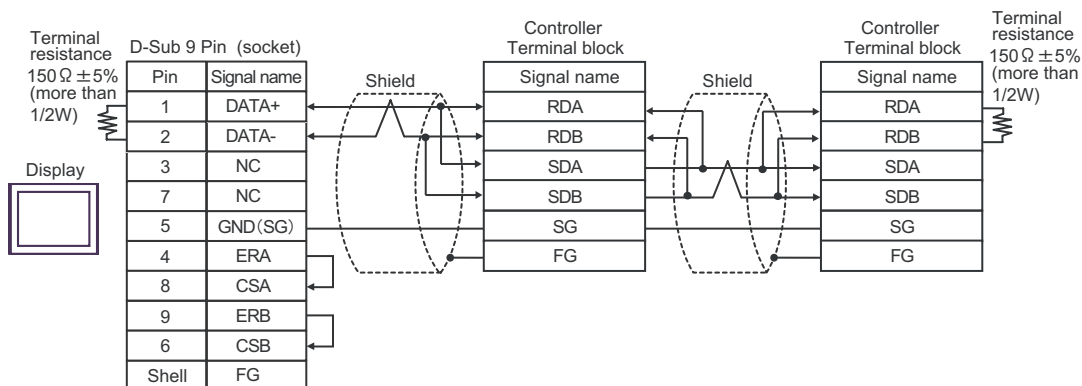 Terminal
resistance
150Ω ±5%
(more than
1/2W)
Display
D-Sub 9 Pin (socket)
Pin Signal name
1 DATA+
2 DATA-
3 NC
7 NC
5 GND(SG)
4 ERA
8 CSA
9 ERB
6 CSB
Shell FG
Shield
Controller
Terminal block
Signal name
RDA
RDB
SDA
SDB
SG
FG
Shield
Controller
Terminal block
Signal name
RDA
RDB
SDA
SDB
SG
FG
Terminal
resistance
150Ω ±5%
(more than
1/2W)